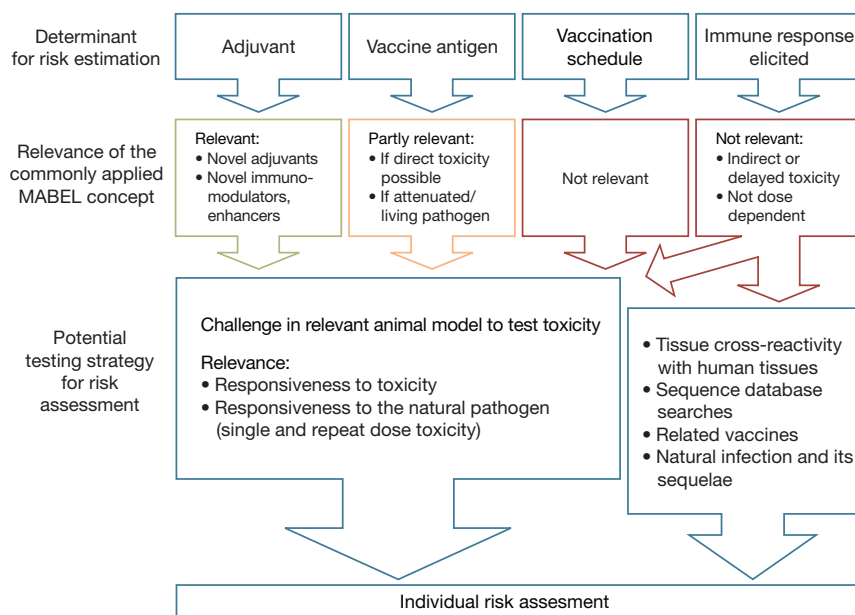 Determinant
for risk estimation
Adjuvant
Vaccine antigen
Vaccination
schedule
Immune response
elicited
Relevance of the
commonly applied
MABEL concept
Relevant:
• Novel adjuvants
• Novel immuno-
modulators,
enhancers
Partly relevant:
• If direct toxicity
possible
• If attenuated/
living pathogen
Not relevant
Not relevant:
• Indirect or
delayed toxicity
• Not dose
dependent
Potential
testing strategy
for risk
assessment
Challenge in relevant animal model to test toxicity
Relevance:
• Responsiveness to toxicity
• Responsiveness to the natural pathogen
(single and repeat dose toxicity)
• Tissue cross-reactivity
with human tissues
• Sequence database
searches
• Related vaccines
• Natural infection and its
sequelae
Individual risk assesment